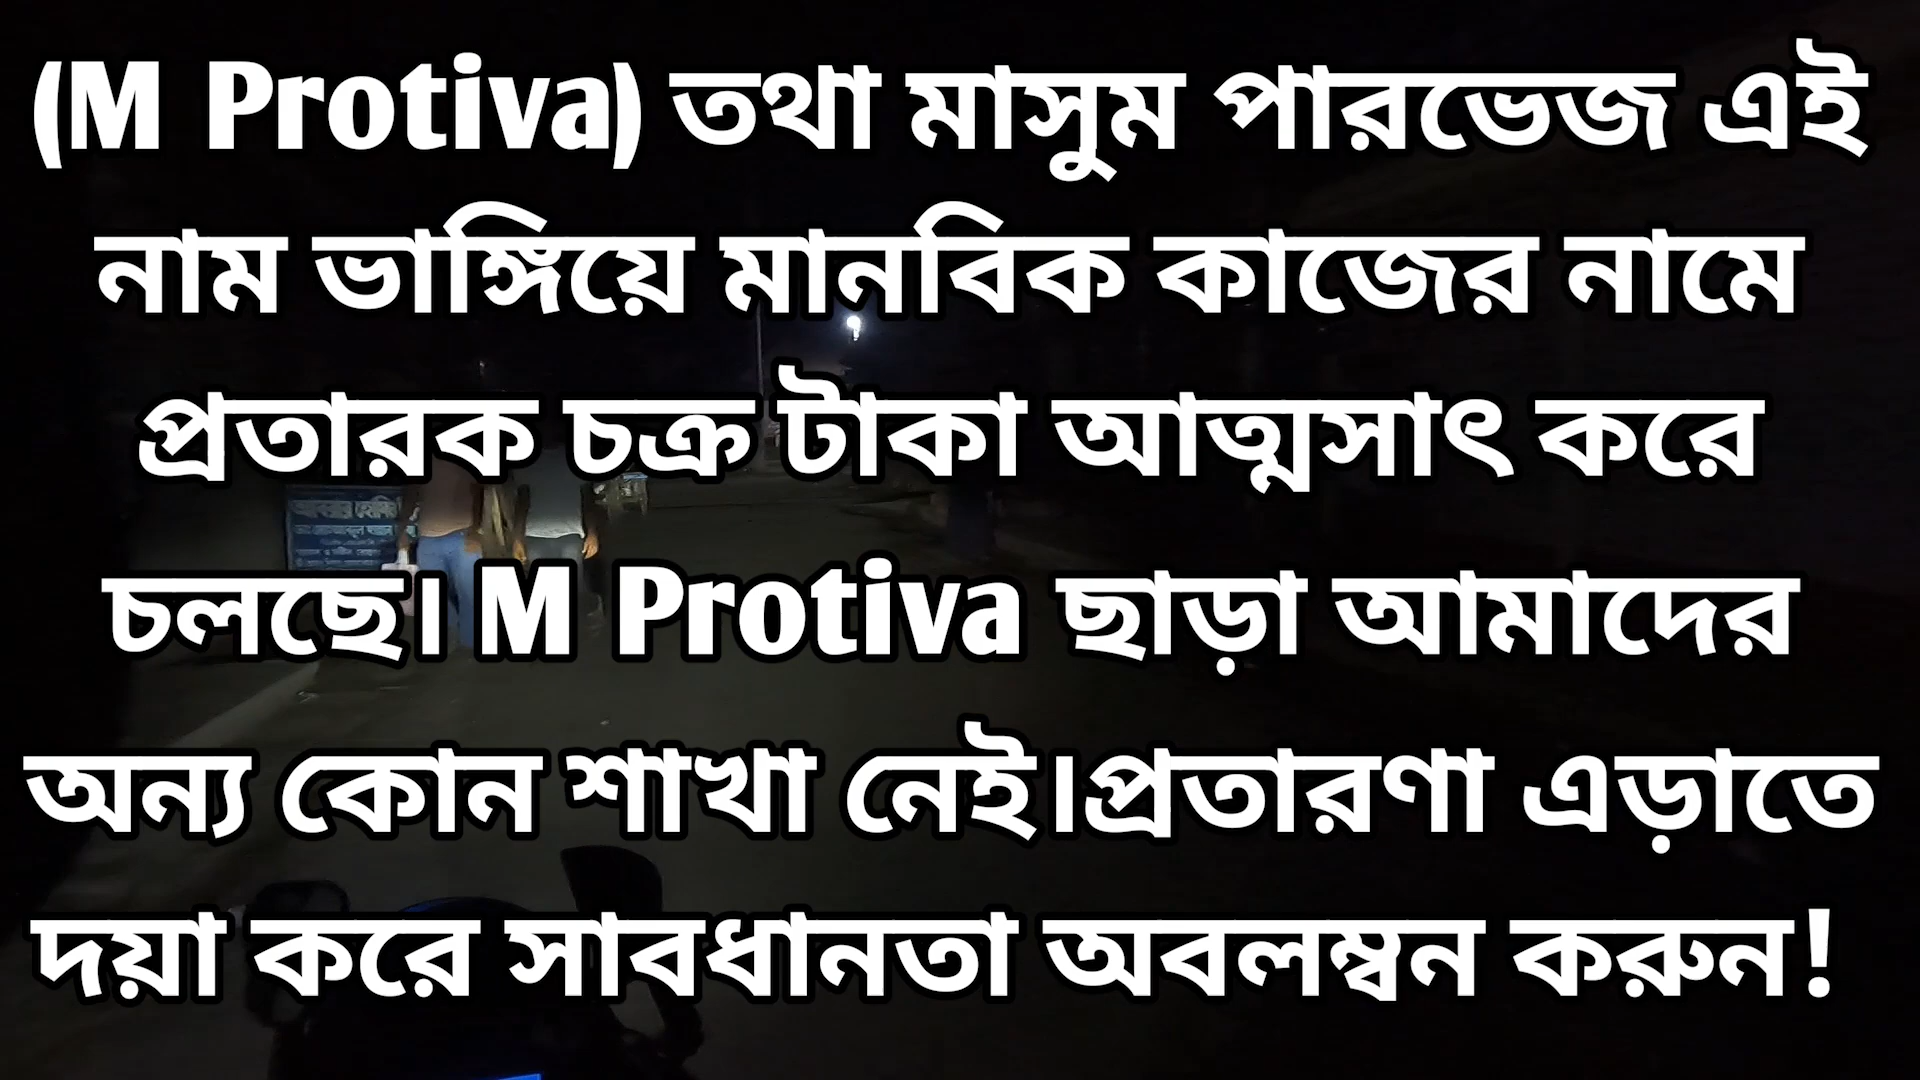 (M Protiva) তথা মাসুম পারভেজ এই
নাম ভাঙ্গিয়ে মানবিক কাজের নামে
প্রতারক চক্র টাকা আত্মসাৎ করে
চলছে। M Protiva ছাড়া আমাদের
অন্য কোন শাখা নেই।প্রতারণা এড়াতে
দয়া করে সাবধানতা অবলম্বন করুন!